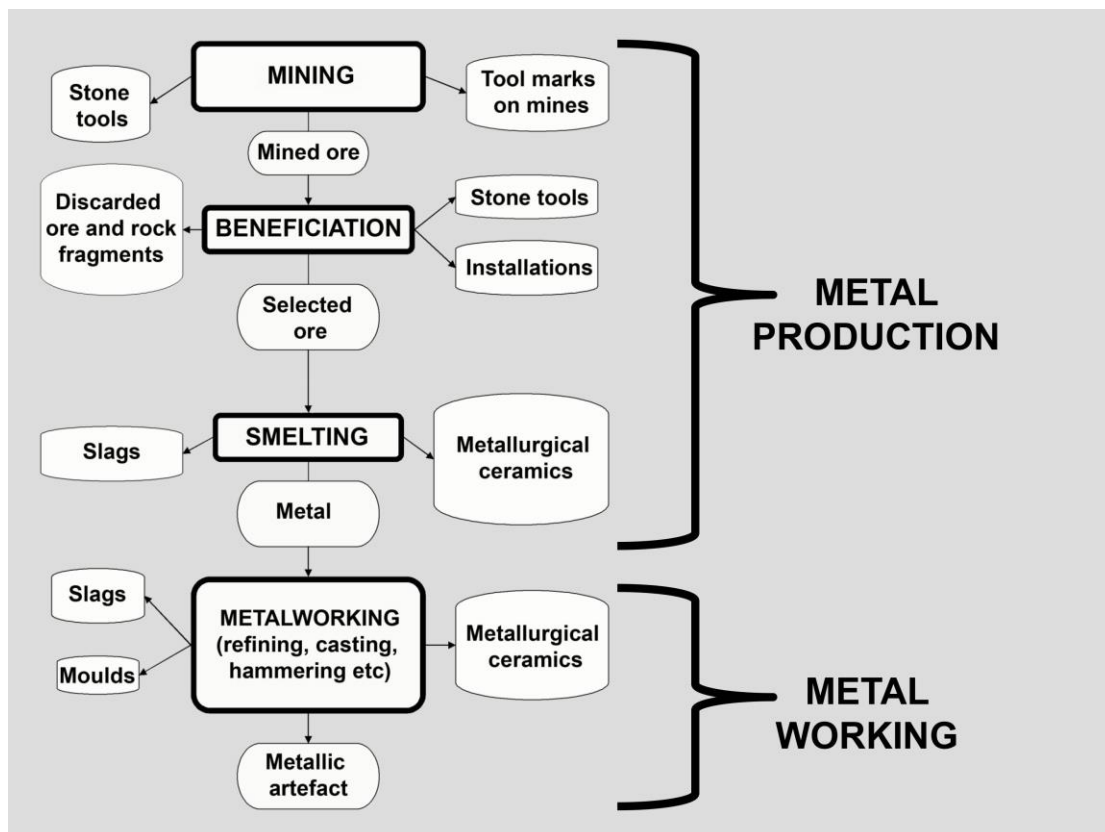 MINING
Stone
tools
Tool marks
on mines
Mined ore
Discarded
ore and rock
fragments
BENEFICIATION
Stone tools
Installations
Selected
ore
METAL
PRODUCTION
Slags
SMELTING
Metallurgical
ceramics
Metal
Slags
Moulds
METALWORKING
(refining, casting,
hammering etc)
Metallurgical
ceramics
METAL
WORKING
Metallic
artefact